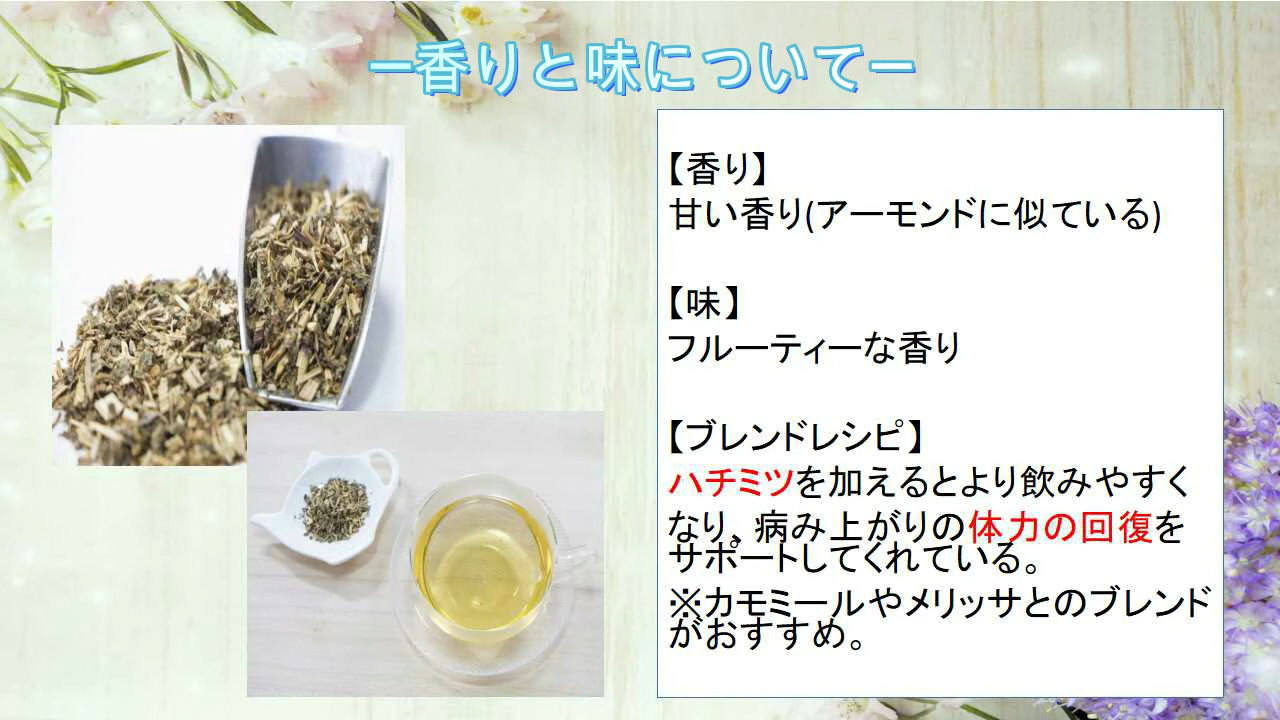 ー香りと味についてー
【香り】
甘い香り(アーモンドに似ている)
【味】
フルーティーな香り
【ブレンドレシピ】
ハチミツを加えるとより飲みやすく
なり、病み上がりの体力の回復を
サポートしてくれている。
※カモミールやメリッサとのブレンド
がおすすめ。